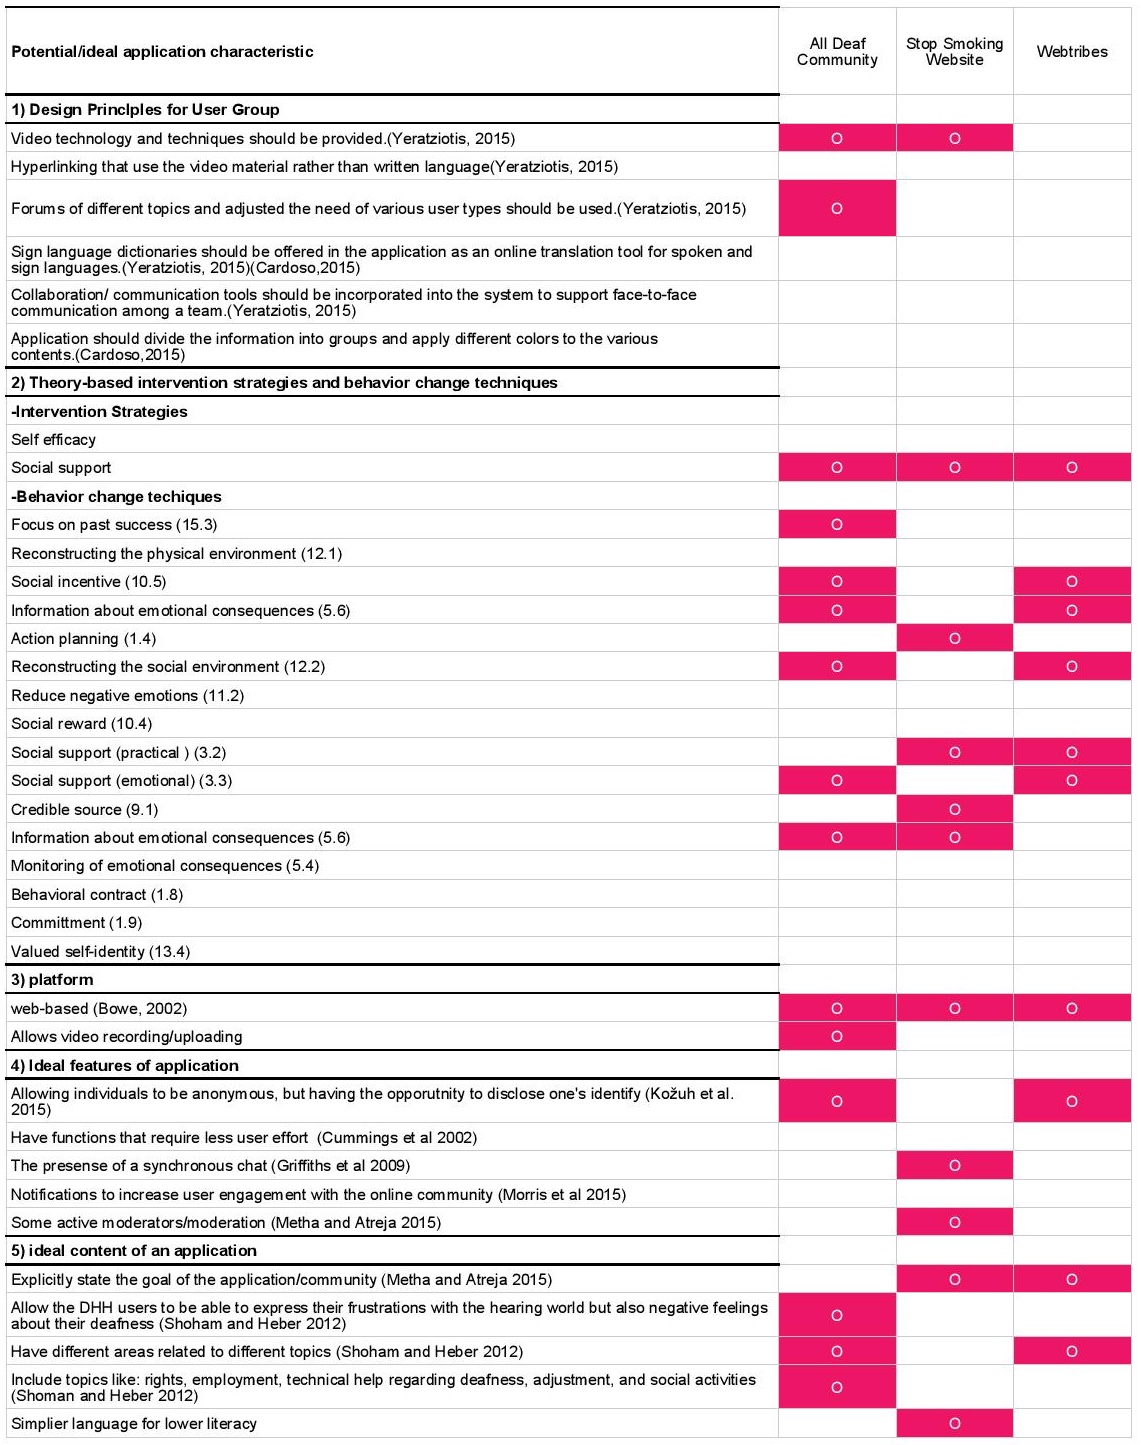 Potential/ideal application characteristic
All Deaf
Community
Stop Smoking
Website
Webtribes
1) Design Principles for User Group
Video technology and techniques should be provided.(Yeratziotis, 2015)
O O
Hyperlinking that use the video material rather than written language(Yeratziotis, 2015)
Forums of different topics and adjusted the need of various user types should be used.(Yeratziotis, 2015)
O
Sign language dictionaries should be offered in the application as an online translation tool for spoken and
sign languages.(Yeratziotis, 2015)(Cardoso,2015)
Collaboration/ communication tools should be incorporated into the system to support face-to-face
communication among a team.(Yeratziotis, 2015)
Application should divide the information into groups and apply different colors to the various
contents.(Cardoso,2015)
2) Theory-based intervention strategies and behavior change techniques
-Intervention Strategies
Self efficacy
Social support
O O O
-Behavior change techiques
Focus on past success (15.3)
O
Reconstructing the physical environment (12.1)
Social incentive (10.5)
O O
Information about emotional consequences (5.6)
O O
Action planning (1.4)
O
Reconstructing the social environment (12.2)
O O
Reduce negative emotions (11.2)
Social reward (10.4)
Social support (practical ) (3.2)
O O
Social support (emotional) (3.3)
O O
Credible source (9.1)
O
Information about emotional consequences (5.6)
O O
Monitoring of emotional consequences (5.4)
Behavioral contract (1.8)
Committment (1.9)
Valued self-identity (13.4)
3) platform
web-based (Bowe, 2002)
O O O
Allows video recording/uploading
O
4) Ideal features of application
Allowing individuals to be anonymous, but having the opporutnity to disclose one's identify (Kožuh et al.
2015)
O O
Have functions that require less user effort (Cummings et al 2002)
The presense of a synchronous chat (Griffiths et al 2009)
O
Notifications to increase user engagement with the online community (Morris et al 2015)
Some active moderators/moderation (Metha and Atreja 2015)
O
5) ideal content of an application
Explicitly state the goal of the application/community (Metha and Atreja 2015)
O O
Allow the DHH users to be able to express their frustrations with the hearing world but also negative feelings
about their deafness (Shoham and Heber 2012)
O
Have different areas related to different topics (Shoham and Heber 2012)
O O
Include topics like: rights, employment, technical help regarding deafness, adjustment, and social activities
(Shoman and Heber 2012)
O
Simplier language for lower literacy
O